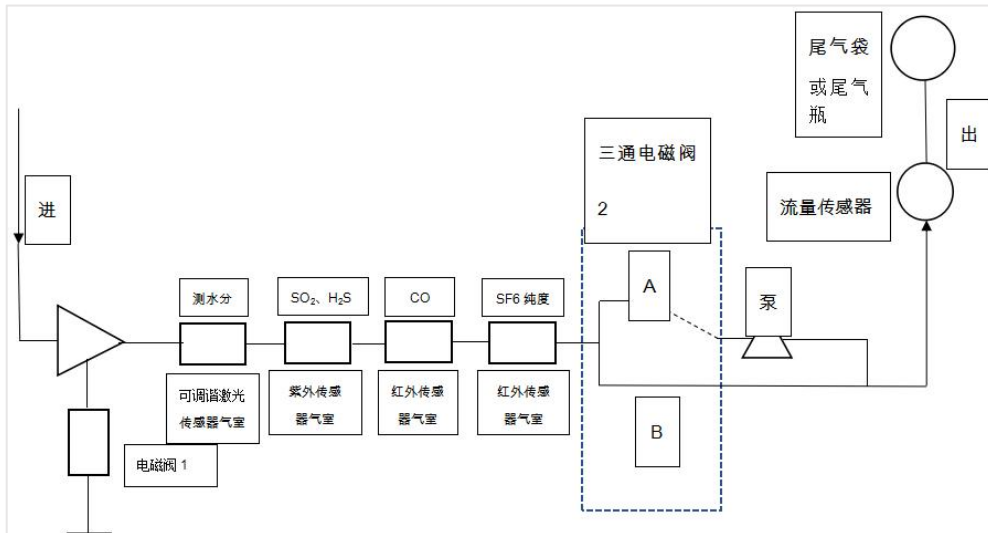 尾气袋
或尾气
瓶
出
三通电磁阀
2
流量传感器
进
A
泵
测水分
SO₂、H₂S
CO
SF6 纯度
可调谐激光
传感器气室
紫外传感
器气室
红外传感
器气室
红外传感
器气室
B
电磁阀 1